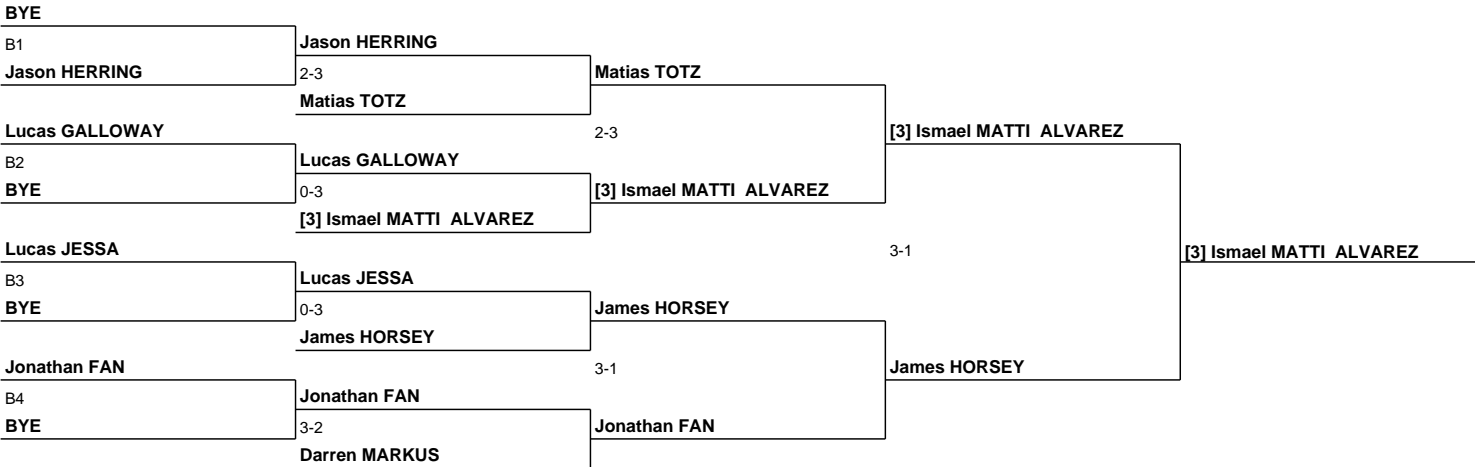 BYE
B1
Jason HERRING
Jason HERRING
2-3
Matias TOTZ
Matias TOTZ
Lucas GALLOWAY
B2
BYE
Lucas GALLOWAY
0-3
[3] Ismael MATTI ALVAREZ
2-3
[3] Ismael MATTI ALVAREZ
[3] Ismael MATTI ALVAREZ
Lucas JESSA
B3
BYE
Lucas JESSA
0-3
James HORSEY
James HORSEY
Jonathan FAN
B4
BYE
Jonathan FAN
3-2
Darren MARKUS
3-1
Jonathan FAN
James HORSEY
3-1
[3] Ismael MATTI ALVAREZ